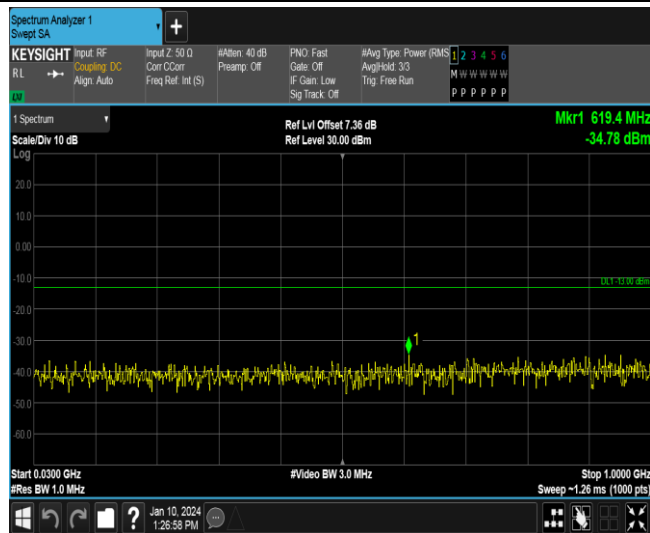 Spectrum Analyzer 1
Swept SA
KEYSIGHT
RL
Input: RF
Coupling: DC
Align: Auto
Input Z: 50 Ω
Corr CCorr
Freq Ref: Int (S)
#Atten: 40 dB
Preamp: Off
PNO: Fast
Gate: Off
IF Gain: Low
Sig Track: Off
#Avg Type: Power (RMS
Avg|Hold: 3/3
Trig: Free Run
1 2 3 4 5 6
M W W W W W
P P P P P P
1 Spectrum
Scale/Div 10 dB
Ref Lvl Offset 7.36 dB
Ref Level 30.00 dBm
Mkr1 619.4 MHz
-34.78 dBm
Log
20.0
10.0
0.00
-10.0
DL1 -13.00 dBm
-20.0
-30.0
1
-40.0
-50.0
-60.0
Start 0.0300 GHz
#Video BW 3.0 MHz
Stop 1.0000 GHz
#Res BW 1.0 MHz
Sweep ~1.26 ms (1000 pts)
Jan 10, 2024
1:26:58 PM